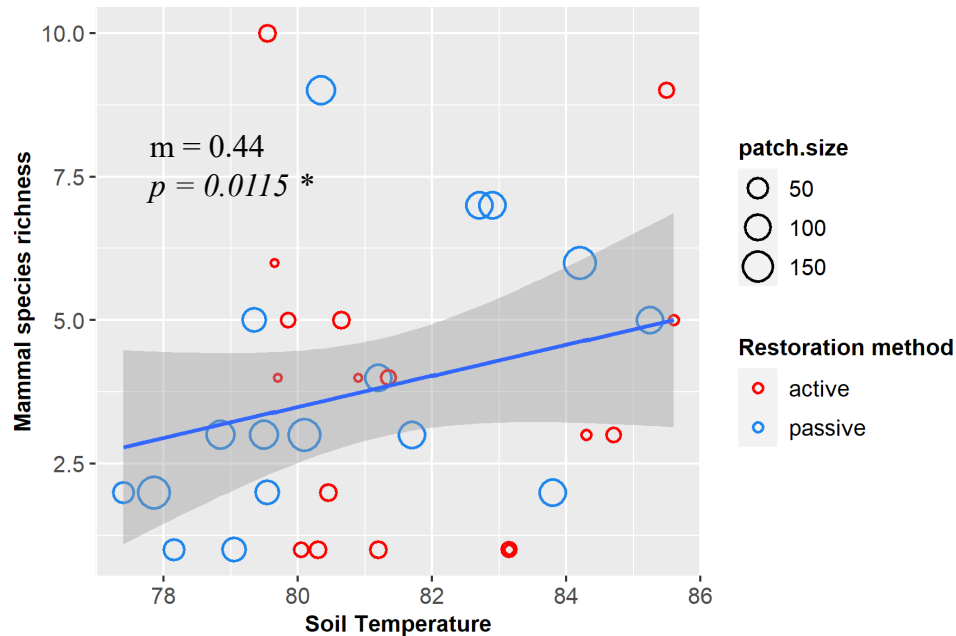 10.0
7.5
5.0
2.5
Mammal species richness
m = 0.44
p = 0.0115 *
78
80
82
84
86
Soil Temperature
patch.size
50
100
150
Restoration method
active
passive